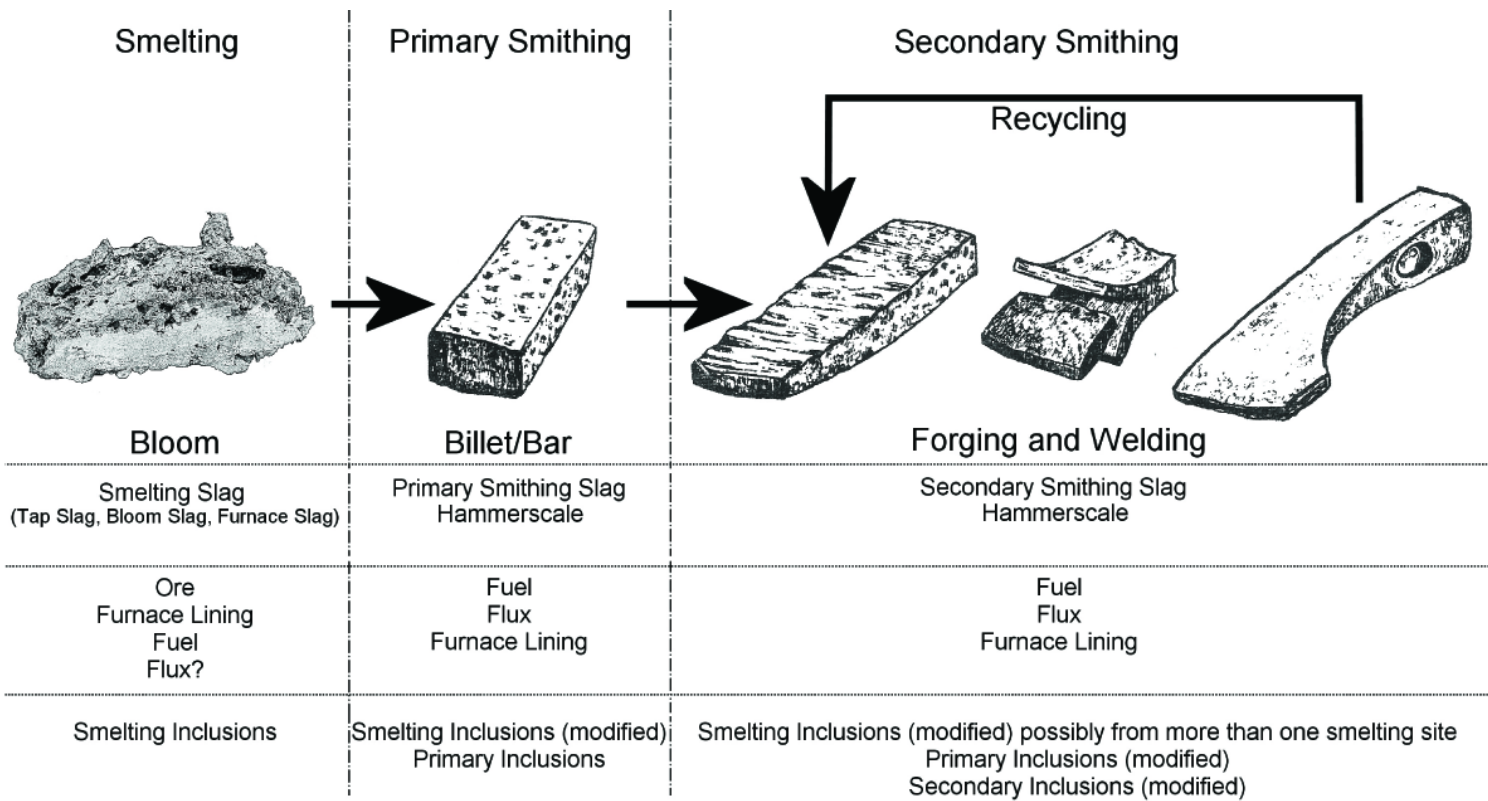 Smelting
Primary Smithing
Secondary Smithing
Recycling
Bloom
Billet/Bar
Forging and Welding
Smelting Slag
(Tap Slag, Bloom Slag, Furnace Slag)
Primary Smithing Slag
Hammerscale
Secondary Smithing Slag
Hammerscale
Ore
Furnace Lining
Fuel
Flux?
Fuel
Flux
Furnace Lining
Fuel
Flux
Furnace Lining
Smelting Inclusions
Smelting Inclusions (modified)
Primary Inclusions
Smelting Inclusions (modified) possibly from more than one smelting site
Primary Inclusions (modified)
Secondary Inclusions (modified)